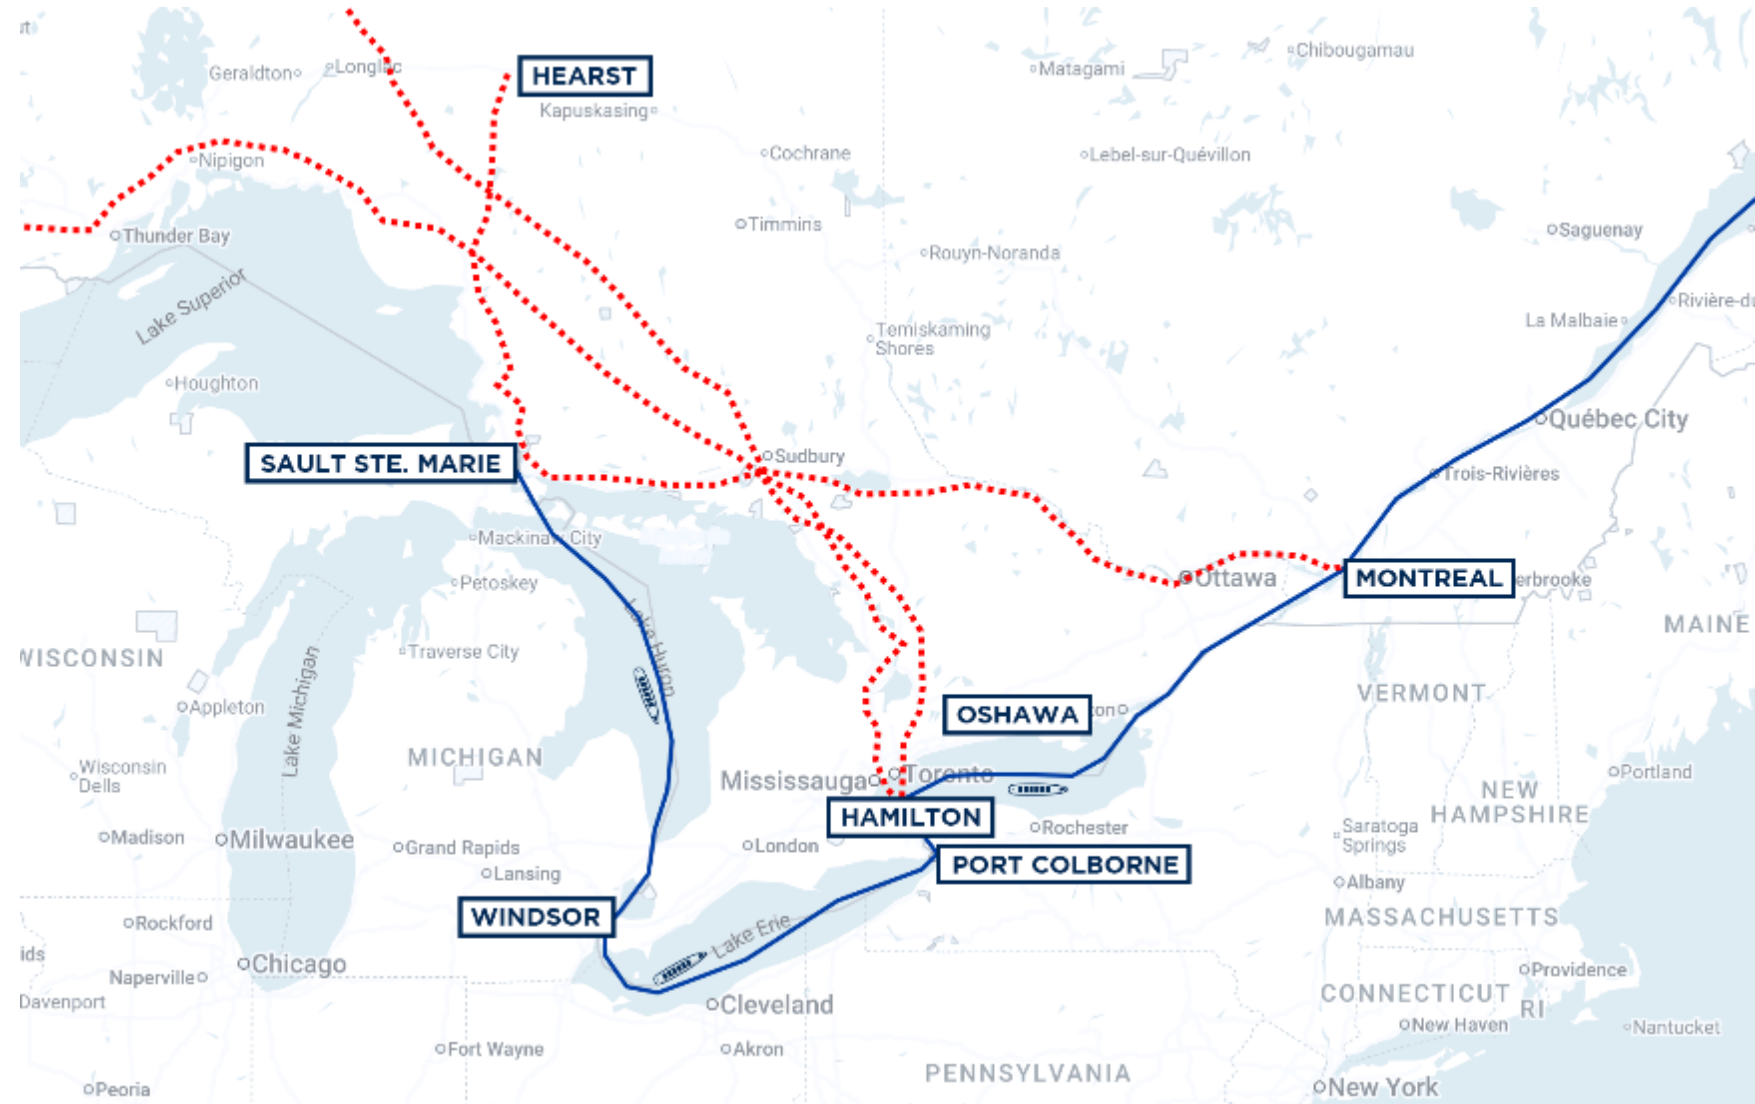 Chibougamau
Geraldton
Longlac
HEARST
Matagami
Kapuskasing
Cochrane
Lebel-sur-Quévillon
Nipigon
Thunder Bay
Timmins
Saguenay
Rouyn-Noranda
Lake Superior
Rivière-du
La Malbaie
Temiskaming
Shores
Houghton
Québec City
SAULT STE. MARIE
Sudbury
Trois-Rivières
Mackinaw City
Petoskey
Ottawa
MONTREAL
erbrooke
Lake Huron
MAINE
WISCONSIN
Traverse City
Lake Michigan
VERMONT
Appleton
OSHAWA
ton
MICHIGAN
Wisconsin
Dells
Mississauga
Toronto
Portland
NEW
HAMPSHIRE
HAMILTON
Rochester
Saratoga
Springs
Madison
Milwaukee
Grand Rapids
London
PORT COLBORNE
Lansing
Albany
WINDSOR
MASSACHUSETTS
Rockford
Lake Erie
ids
Chicago
Naperville
Providence
Davenport
Cleveland
CONNECTICUT
RI
New Haven
Nantucket
Fort Wayne
Akron
PENNSYLVANIA
Peoria
New York